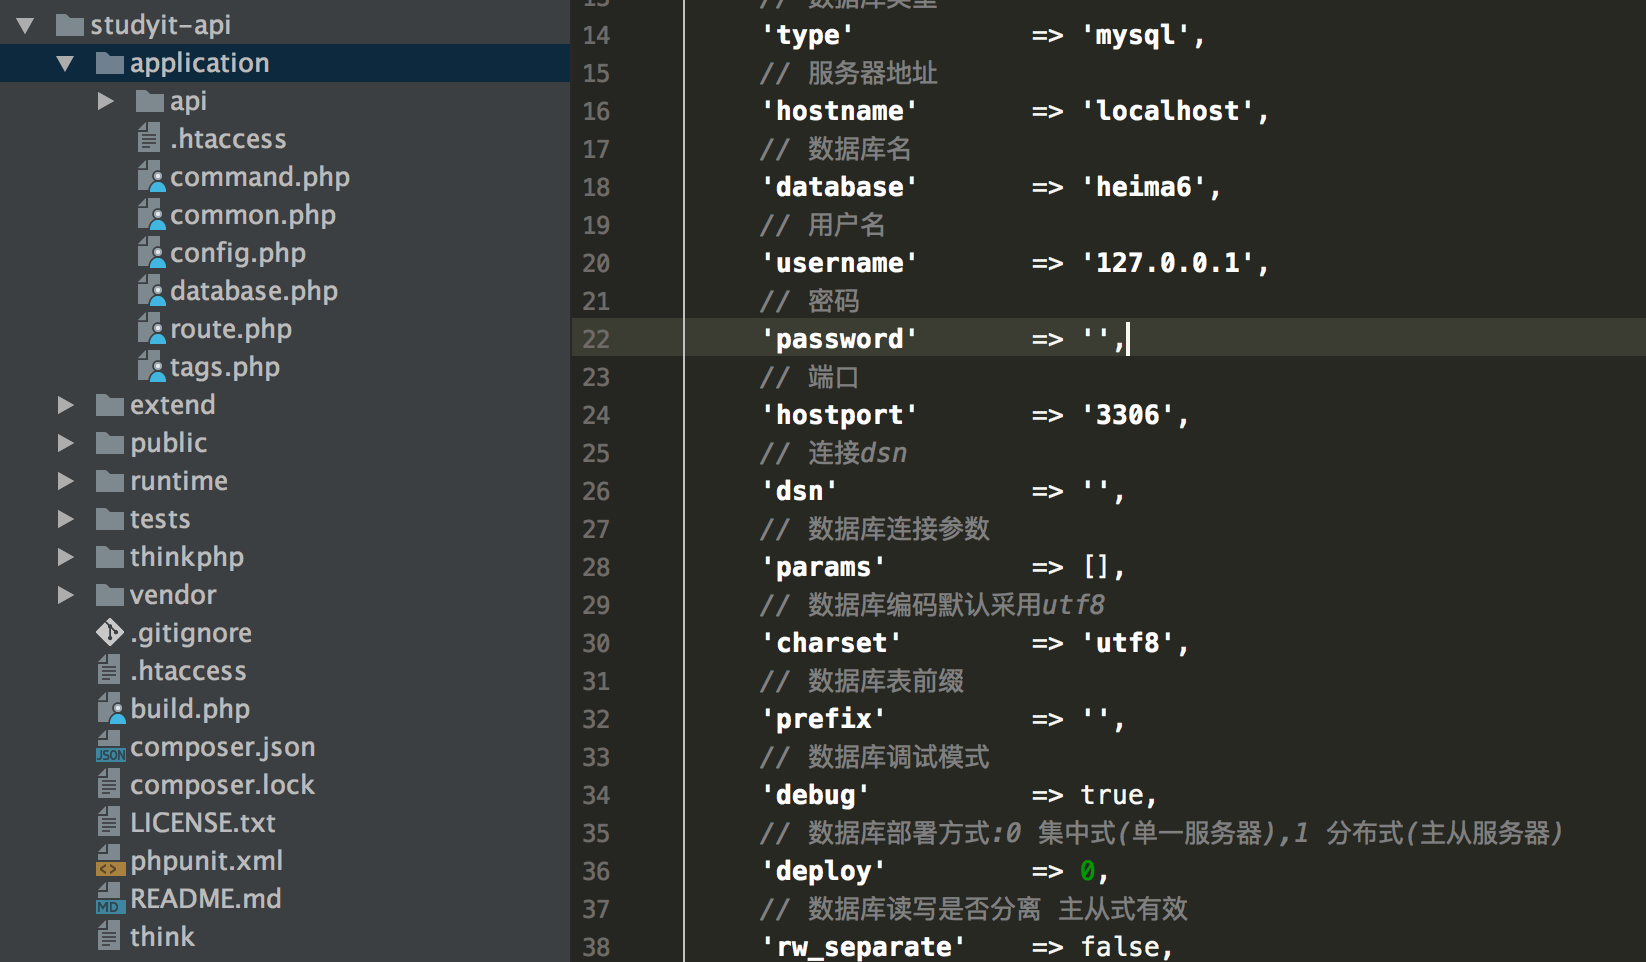 studyit-api
application
api
.htaccess
command.php
common.php
config.php
database.php
route.php
tags.php
extend
public
runtime
tests
thinkphp
vendor
.gitignore
.htaccess
build.php
composer.json
composer.lock
LICENSE.txt
phpunit.xml
README.md
think
13 // 数据库类型
14 'type' => 'mysql',
15 // 服务器地址
16 'hostname' => 'localhost',
17 // 数据库名
18 'database' => 'heima6',
19 // 用户名
20 'username' => '127.0.0.1',
21 // 密码
22 'password' => '',
23 // 端口
24 'hostport' => '3306',
25 // 连接dsn
26 'dsn' => '',
27 // 数据库连接参数
28 'params' => [],
29 // 数据库编码默认采用utf8
30 'charset' => 'utf8',
31 // 数据库表前缀
32 'prefix' => '',
33 // 数据库调试模式
34 'debug' => true,
35 // 数据库部署方式:0 集中式(单一服务器),1 分布式(主从服务器)
36 'deploy' => 0,
37 // 数据库读写是否分离 主从式有效
38 'rw_separate' => false,